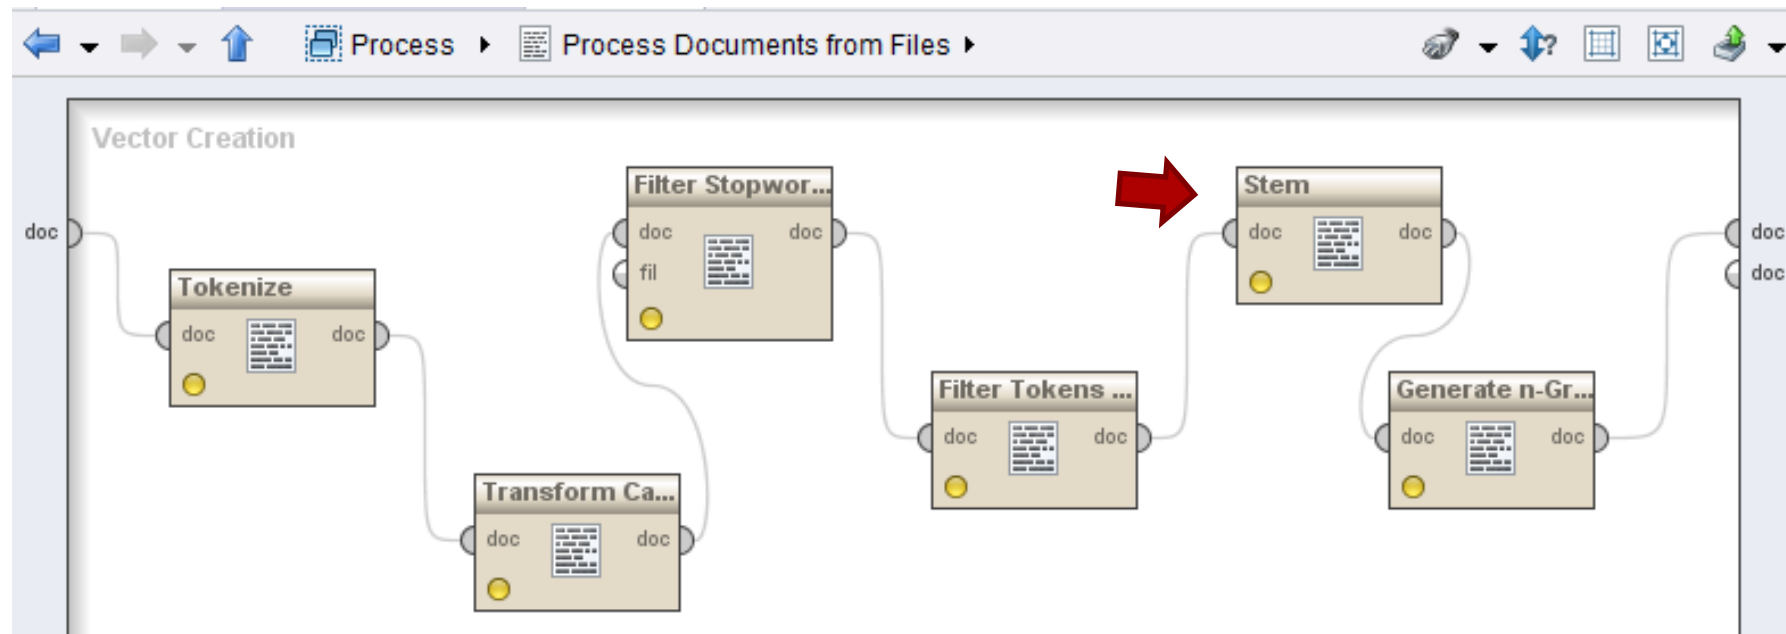 Process
Process Documents from Files
?
Vector Creation
doc
Tokenize
doc
doc
Transform Ca...
doc
doc
Filter Stopwor...
doc
doc
fil
Filter Tokens ...
doc
doc
Stem
doc
doc
Generate n-Gr...
doc
doc
doc
doc